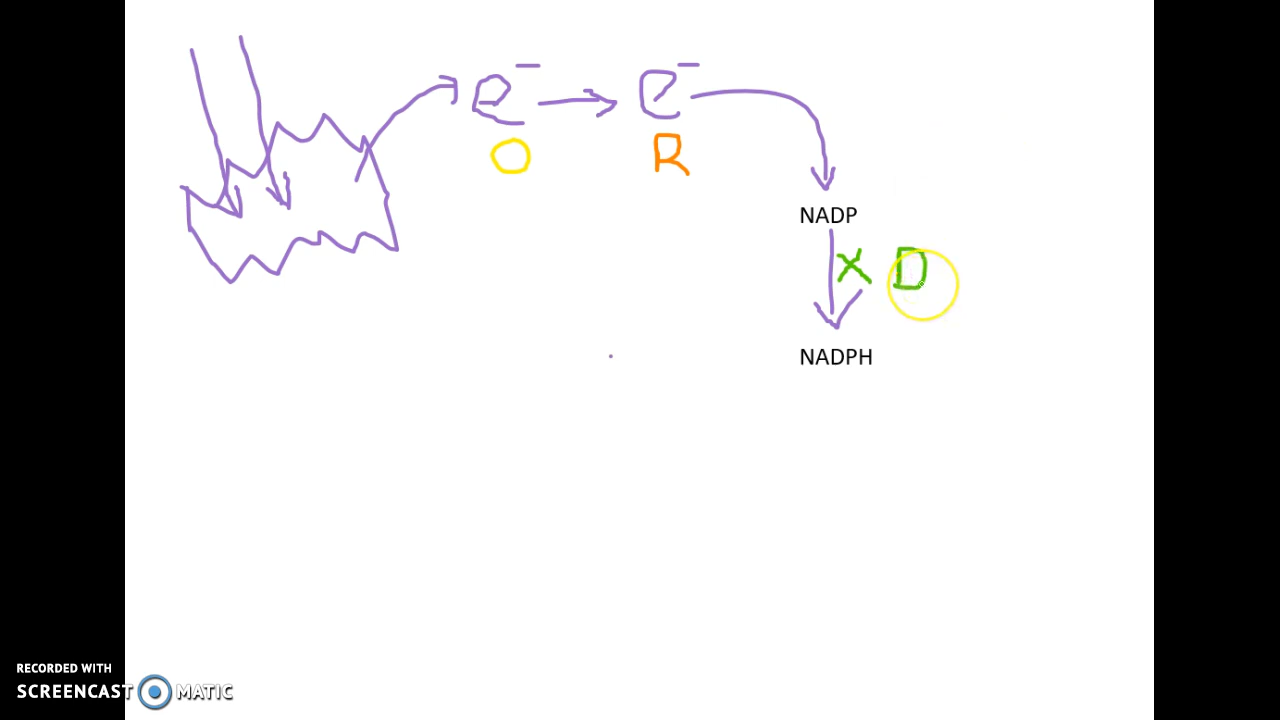 e⁻ → e⁻
O R
NADP
X D
NADPH
RECORDED WITH
SCREENCAST MATIC